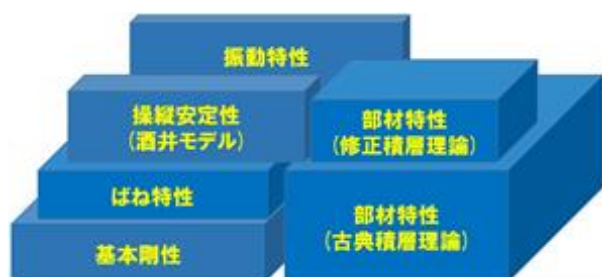 振動特性
操縦安定性
(酒井モデル)
部材特性
(修正積層理論)
ばね特性
部材特性
(古典積層理論)
基本剛性